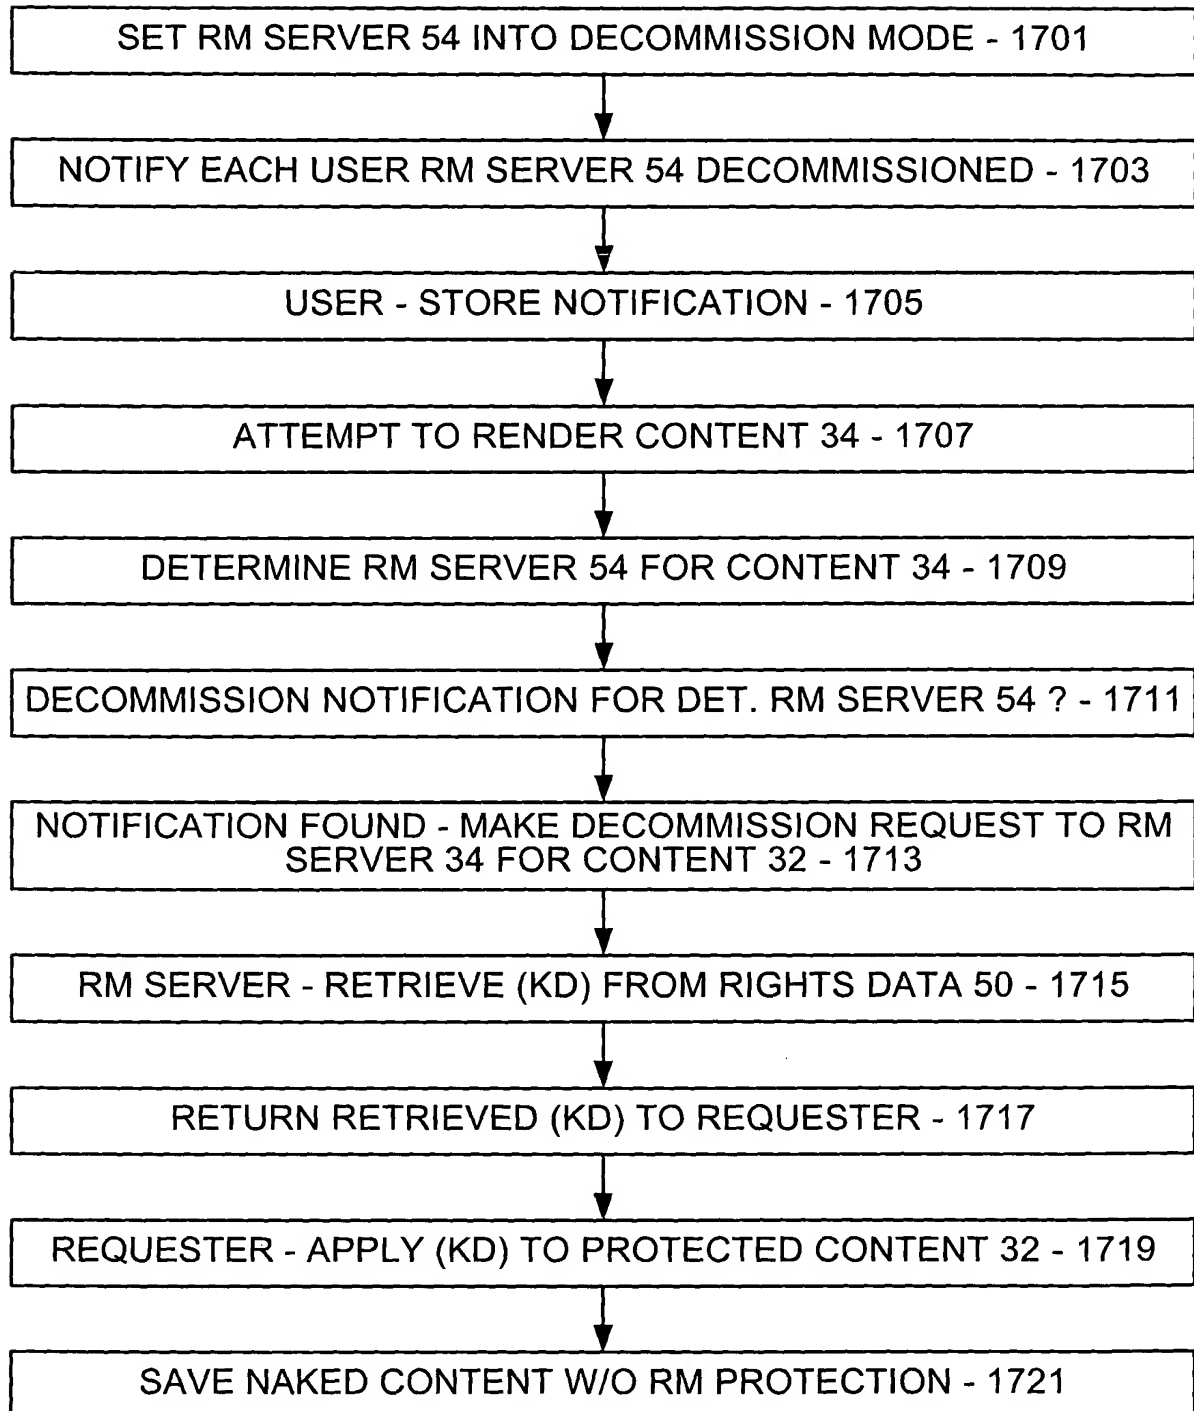 SET RM SERVER 54 INTO DECOMMISSION MODE - 1701
NOTIFY EACH USER RM SERVER 54 DECOMMISSIONED - 1703
USER - STORE NOTIFICATION - 1705
ATTEMPT TO RENDER CONTENT 34 - 1707
DETERMINE RM SERVER 54 FOR CONTENT 34 - 1709
DECOMMISSION NOTIFICATION FOR DET. RM SERVER 54 ? - 1711
NOTIFICATION FOUND - MAKE DECOMMISSION REQUEST TO RM
SERVER 34 FOR CONTENT 32 - 1713
RM SERVER - RETRIEVE (KD) FROM RIGHTS DATA 50 - 1715
RETURN RETRIEVED (KD) TO REQUESTER - 1717
REQUESTER - APPLY (KD) TO PROTECTED CONTENT 32 - 1719
SAVE NAKED CONTENT W/O RM PROTECTION - 1721